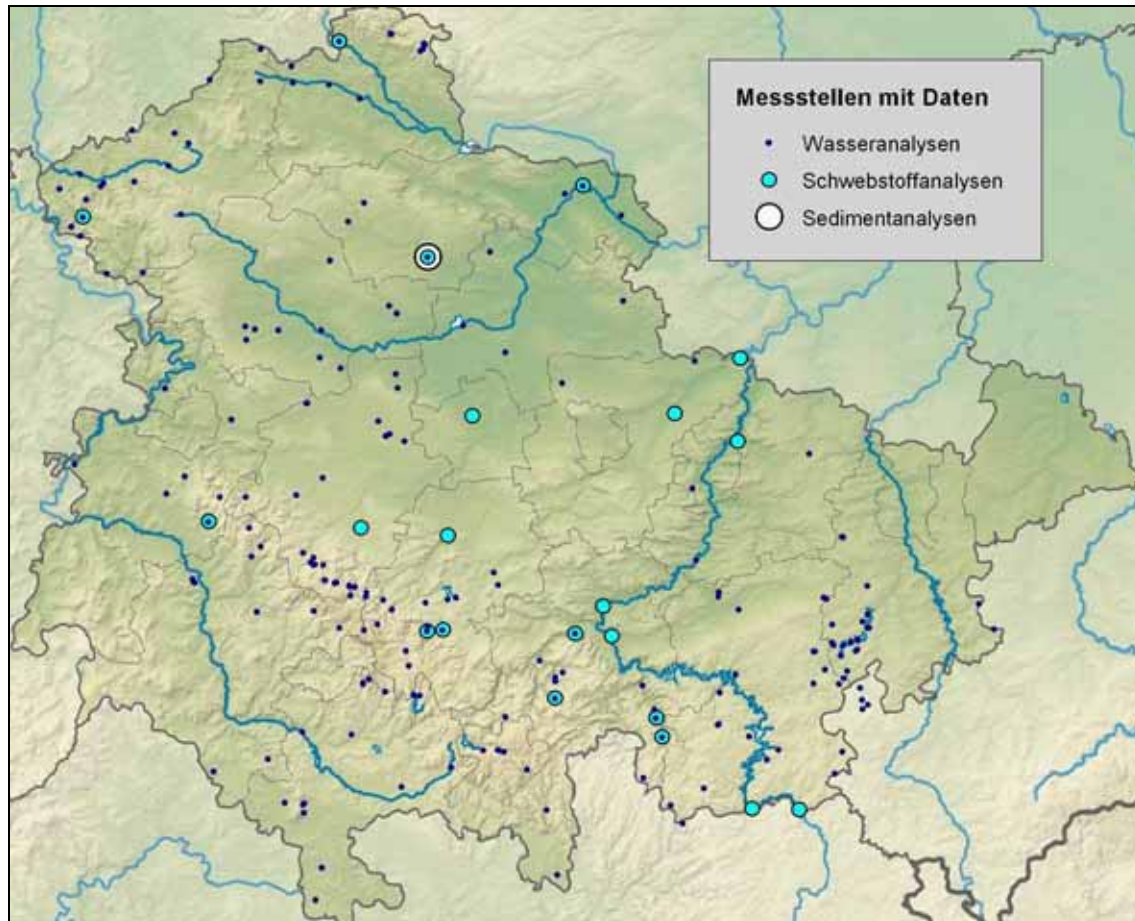 Messstellen mit Daten
Wasseranalysen
Schwebstoffanalysen
Sedimentanalysen